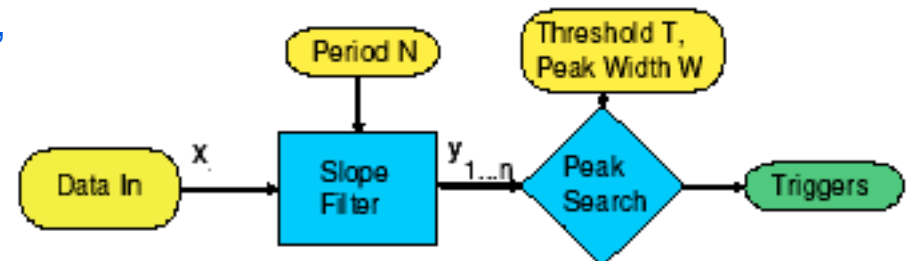 Period N
Threshold T,
Peak Width W
Data In
X
Slope
Filter
y
1...n
Peak
Search
Triggers